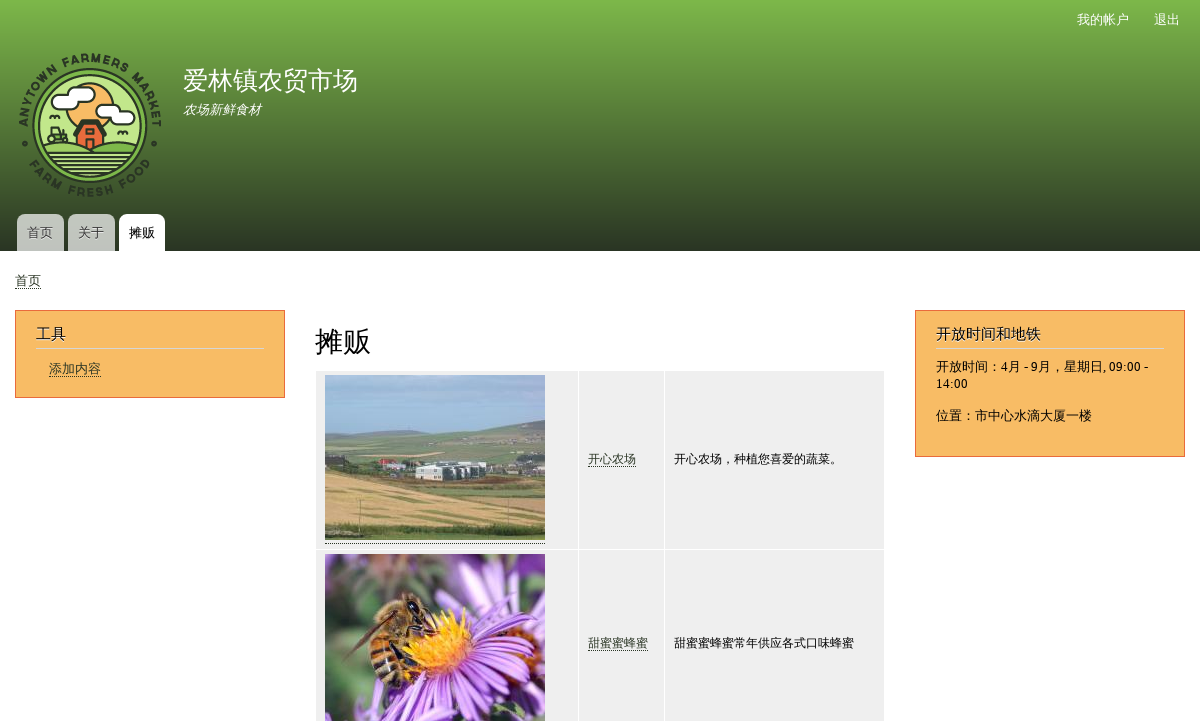 我的帐户 退出
ANYTOWN FARMERS MARKET
FARM FRESH FOOD
爱林镇农贸市场
农场新鲜食材
首页 关于 摊贩
首页
工具
添加内容
摊贩
开心农场
开心农场，种植您喜爱的蔬菜。
甜蜜蜜蜂蜜
甜蜜蜜蜂蜜常年供应各式口味蜂蜜
开放时间和地铁
开放时间：4月 - 9月，星期日, 09:00 -
14:00
位置：市中心水滴大厦一楼